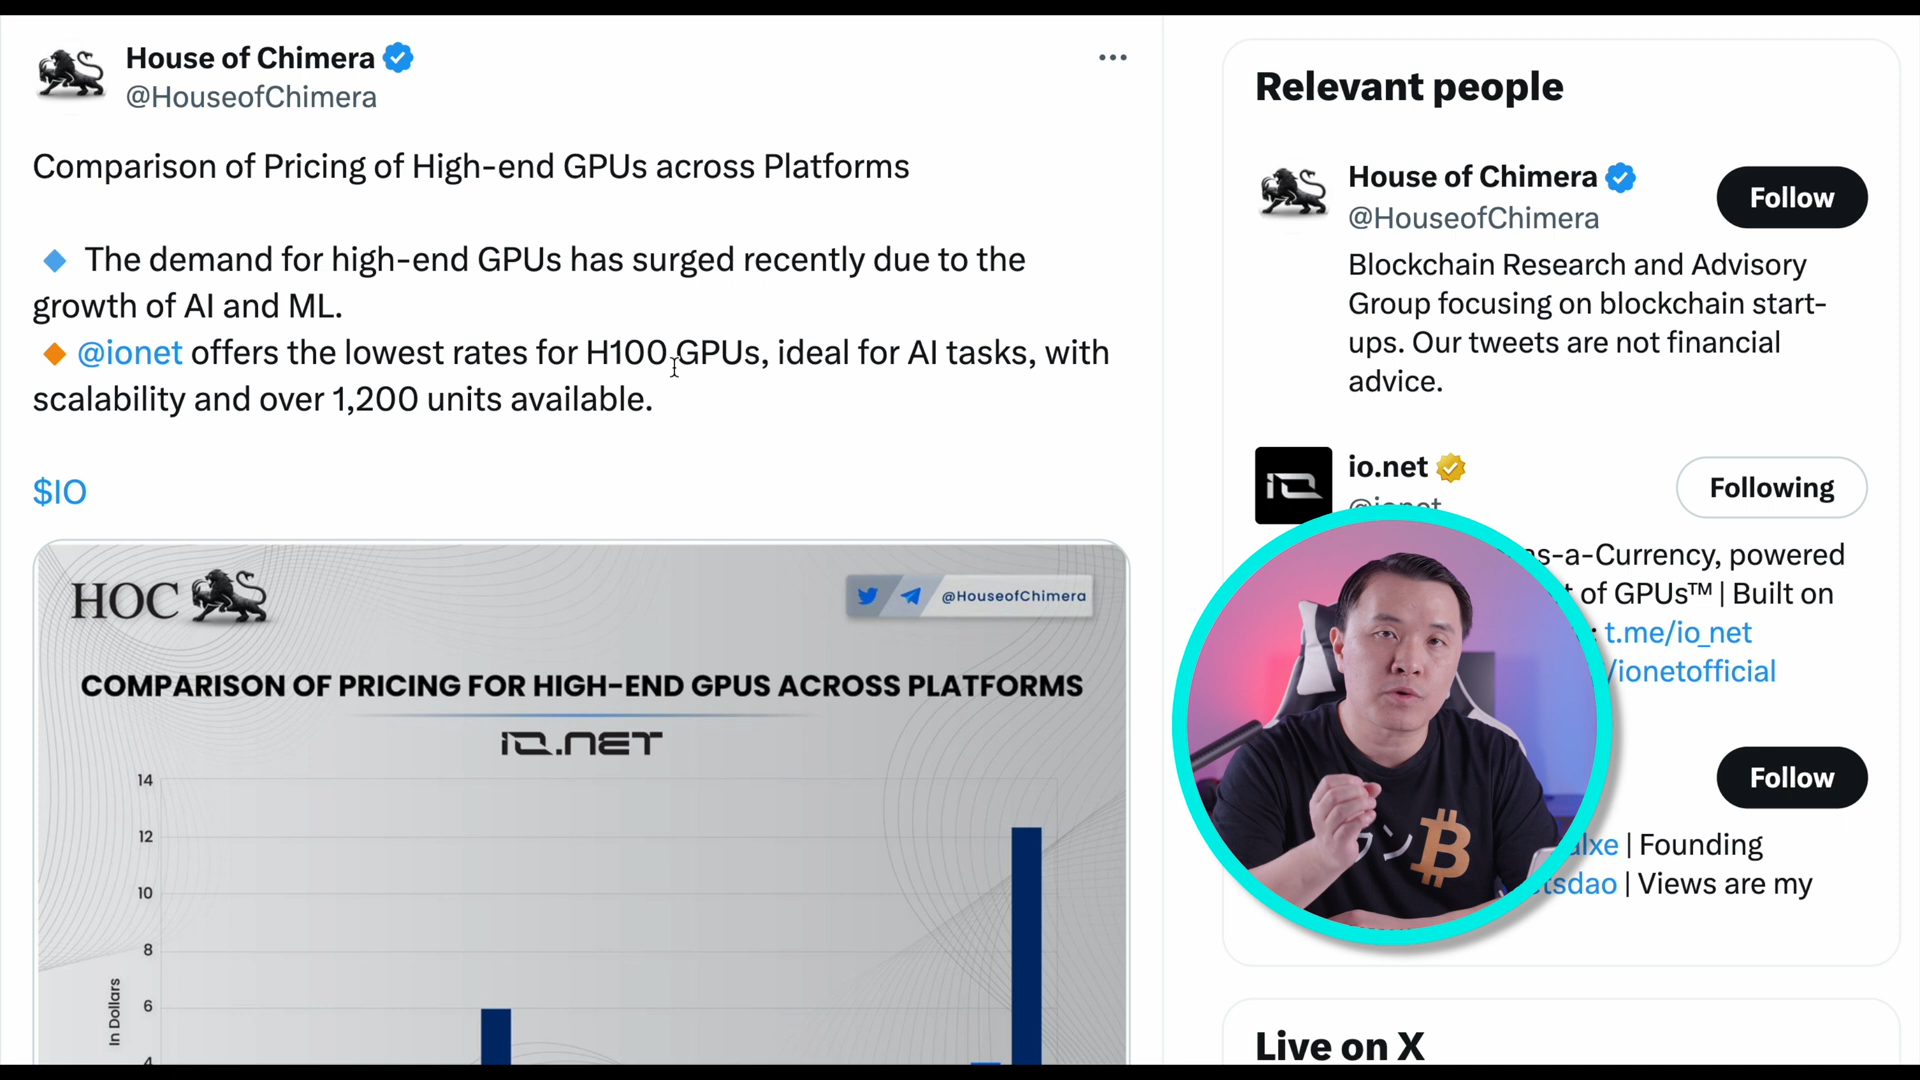 House of Chimera
@HouseofChimera
Comparison of Pricing of High-end GPUs across Platforms
The demand for high-end GPUs has surged recently due to the
growth of AI and ML.
@ionet offers the lowest rates for H100 GPUs, ideal for AI tasks, with
scalability and over 1,200 units available.
$IO
HOC
@HouseofChimera
COMPARISON OF PRICING FOR HIGH-END GPUS ACROSS PLATFORMS
IO.NET
14
12
10
8
6
4
In Dollars
Relevant people
House of Chimera
@HouseofChimera
Follow
Blockchain Research and Advisory
Group focusing on blockchain start-
ups. Our tweets are not financial
advice.
io.net
@ionet
Following
as-a-Currency, powered
of GPUs™ | Built on
t.me/io_net
/ionetofficial
Follow
| Founding
tsdao | Views are my
Live on X